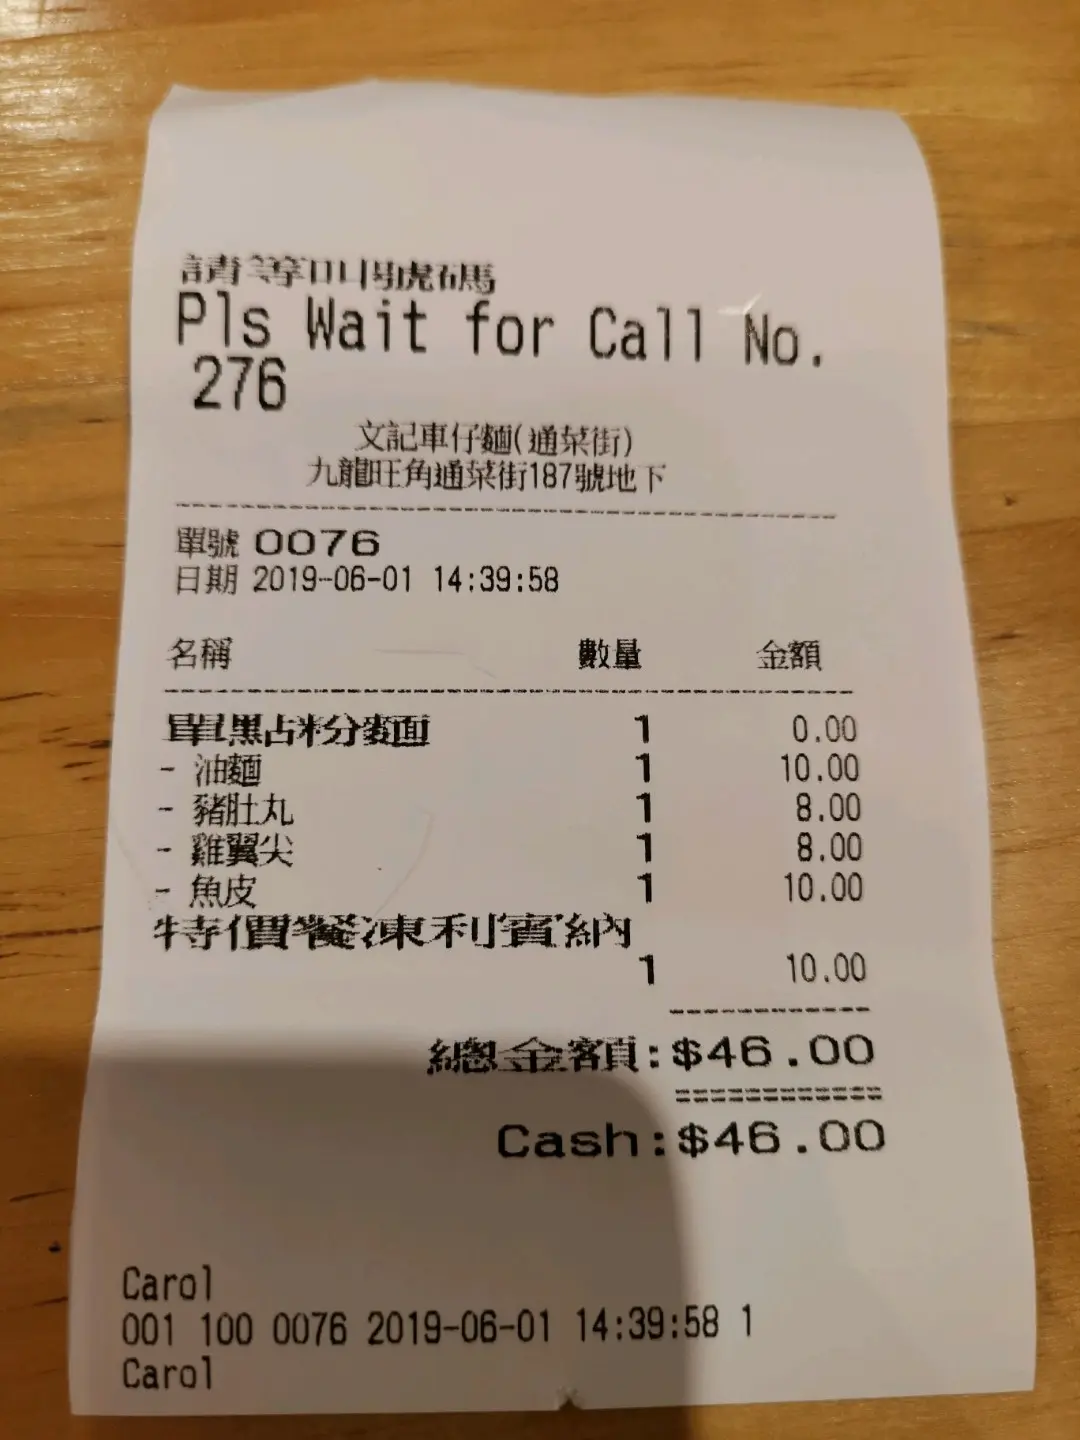 請等叫號碼
Pls Wait for Call No.
276
文記車仔麵(通菜街)
九龍旺角通菜街187號地下
單號 0076
日期 2019-06-01 14:39:58
名稱 數量 金額
單點粉麵 1 0.00
- 油麵 1 10.00
- 豬肚丸 1 8.00
- 雞翼尖 1 8.00
- 魚皮 1 10.00
特價餐凍利賓納
1 10.00
總金額:$46.00
Cash:$46.00
Carol
001 100 0076 2019-06-01 14:39:58 1
Carol